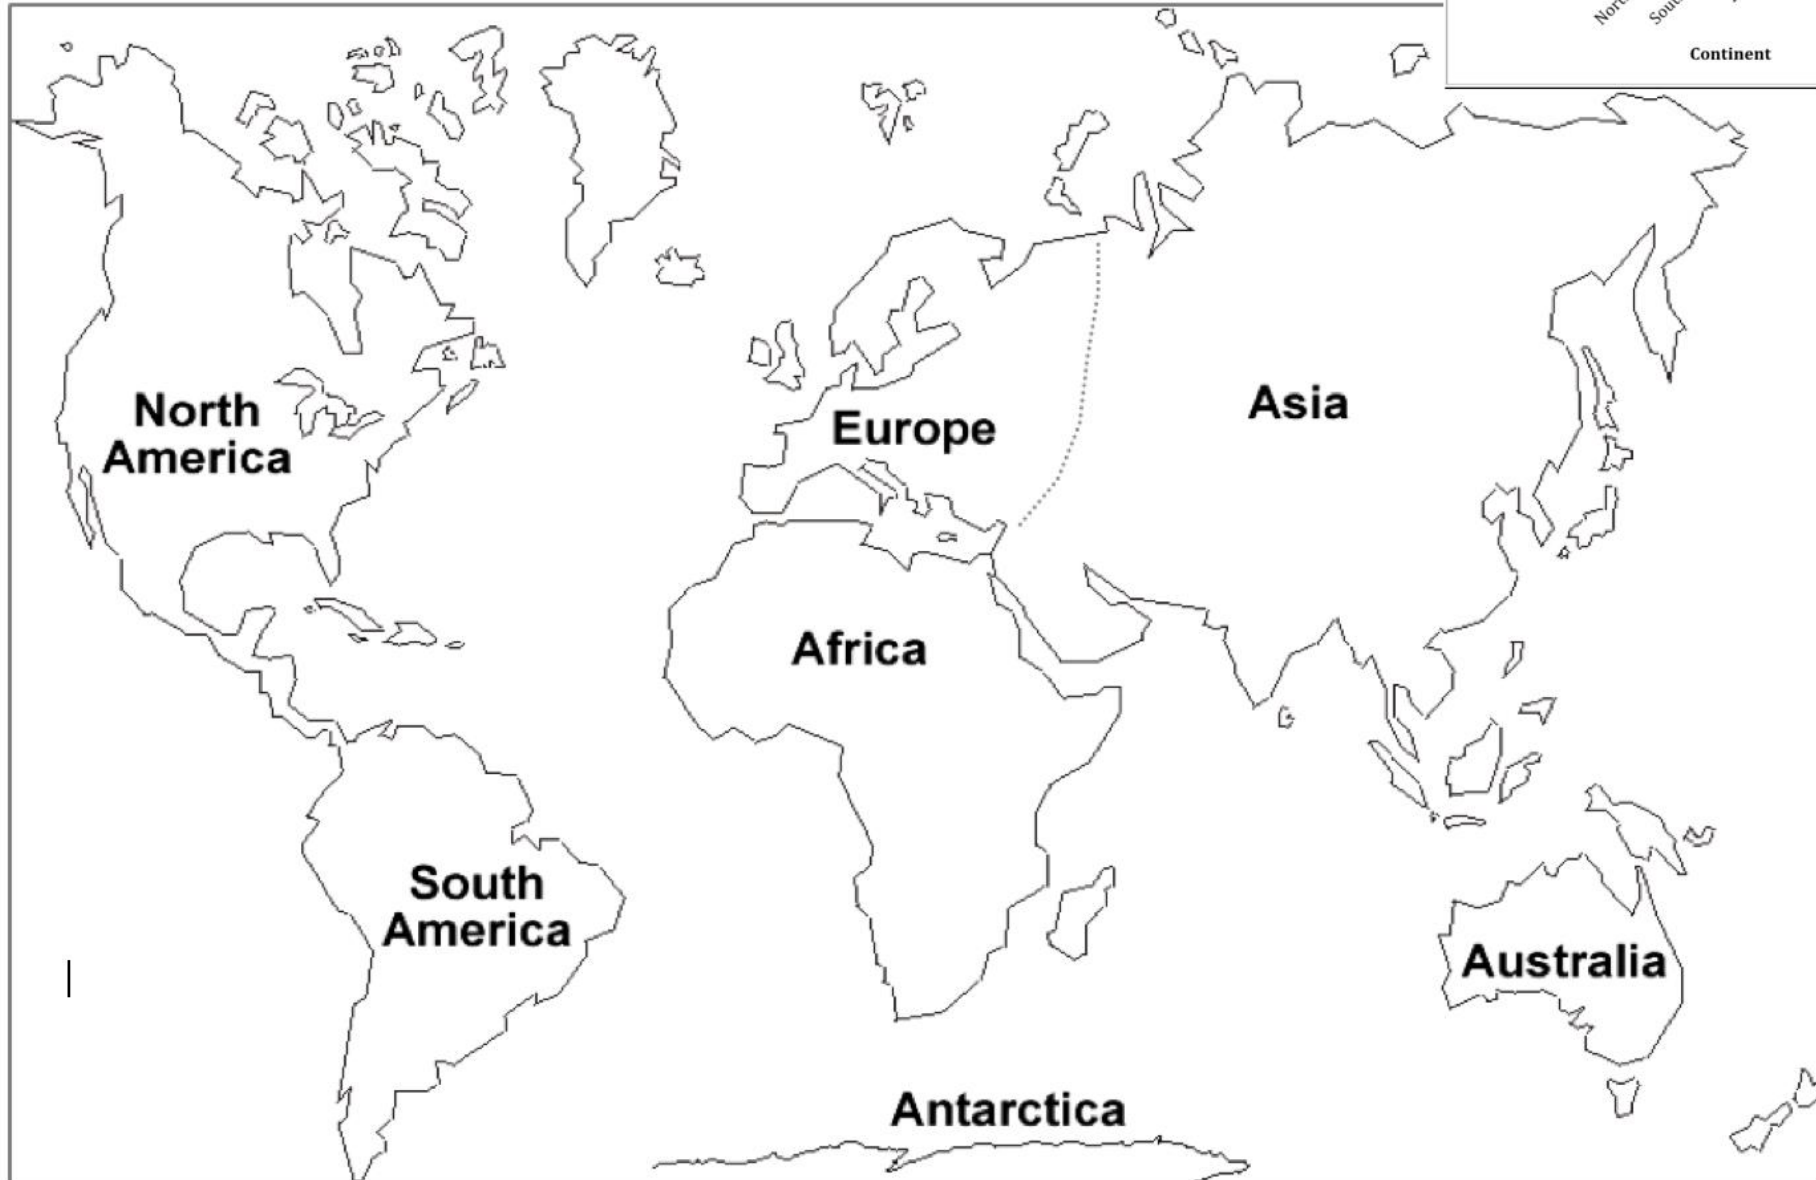 Continent
North
America
Europe
Asia
Africa
South
America
Australia
Antarctica